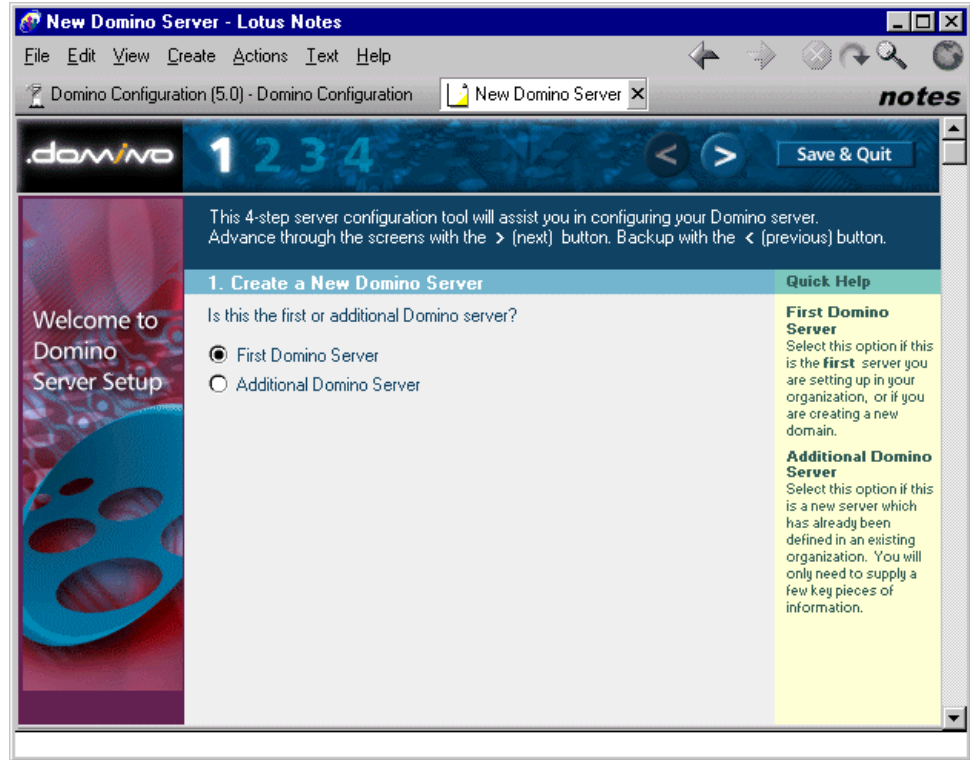 New Domino Server - Lotus Notes
File Edit View Create Actions Text Help
Domino Configuration (5.0) - Domino Configuration
New Domino Server
notes
.domino
1 2 3 4
< >
Save & Quit
This 4-step server configuration tool will assist you in configuring your Domino server.
Advance through the screens with the > (next) button. Backup with the < (previous) button.
Welcome to
Domino
Server Setup
1. Create a New Domino Server
Is this the first or additional Domino server?
First Domino Server
Additional Domino Server
Quick Help
First Domino
Server
Select this option if this
is the first server you
are setting up in your
organization, or if you
are creating a new
domain.
Additional Domino
Server
Select this option if this
is a new server which
has already been
defined in an existing
organization. You will
only need to supply a
few key pieces of
information.